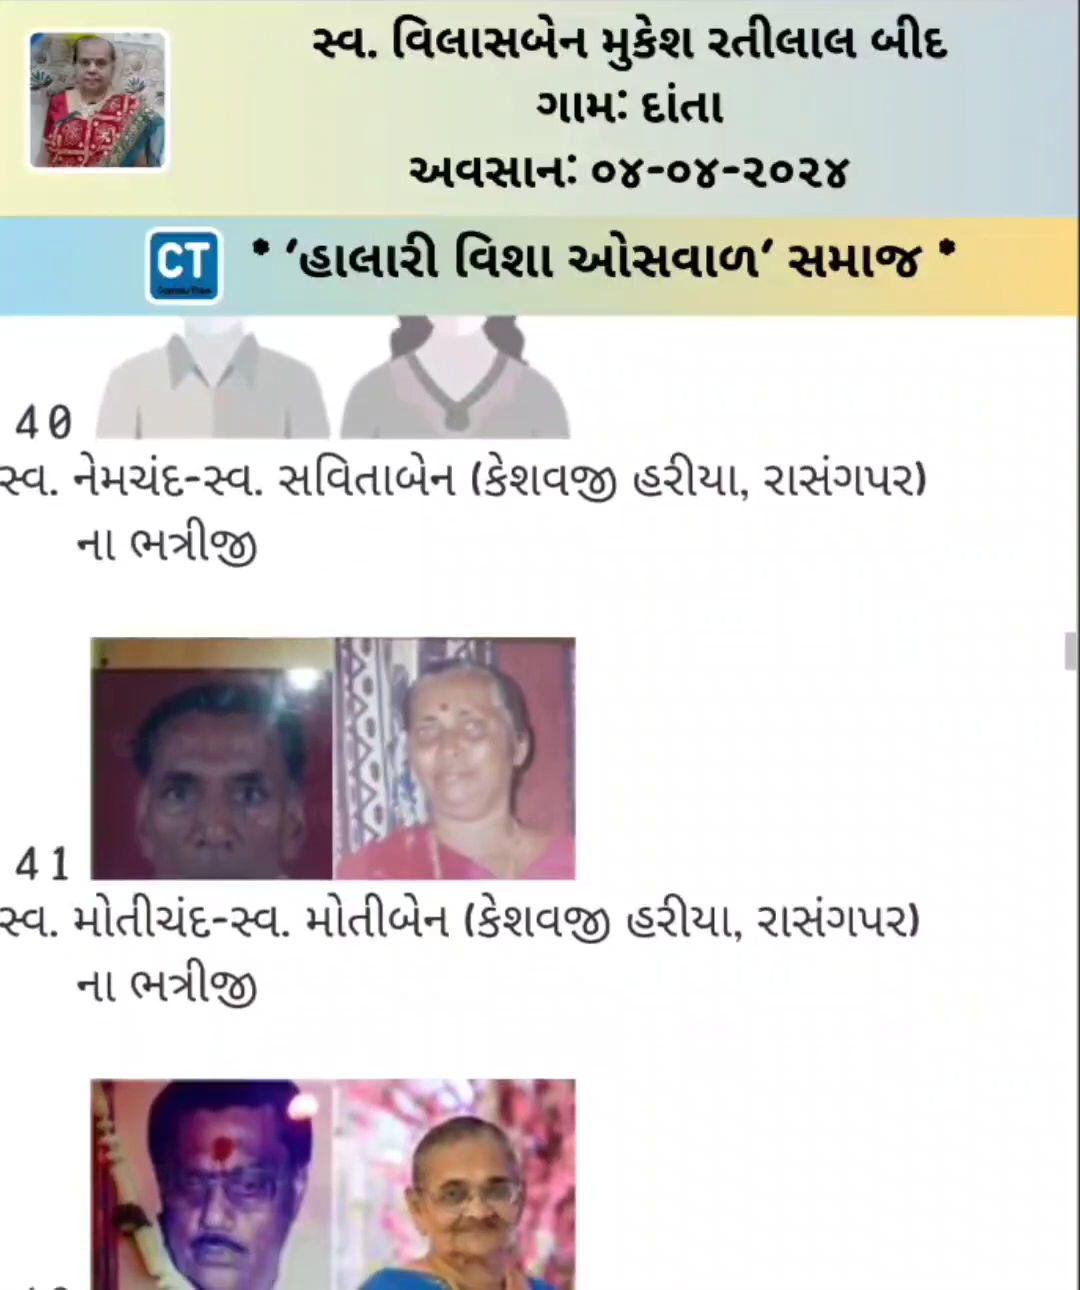 સ્વ. વિલાસબેન મુકેશ રતીલાલ બીદ
ગામ: દાંતા
અવસાન: ૦૪-૦૪-૨૦૨૪
CT
* ‘હાલારી વિશા ઓસવાળ’ સમાજ *
40
સ્વ. નેમચંદ-સ્વ. સવિતાબેન (કેશવજી હરીયા, રાસંગપર)
ના ભત્રીજી
41
સ્વ. મોતીચંદ-સ્વ. મોતીબેન (કેશવજી હરીયા, રાસંગપર)
ના ભત્રીજી